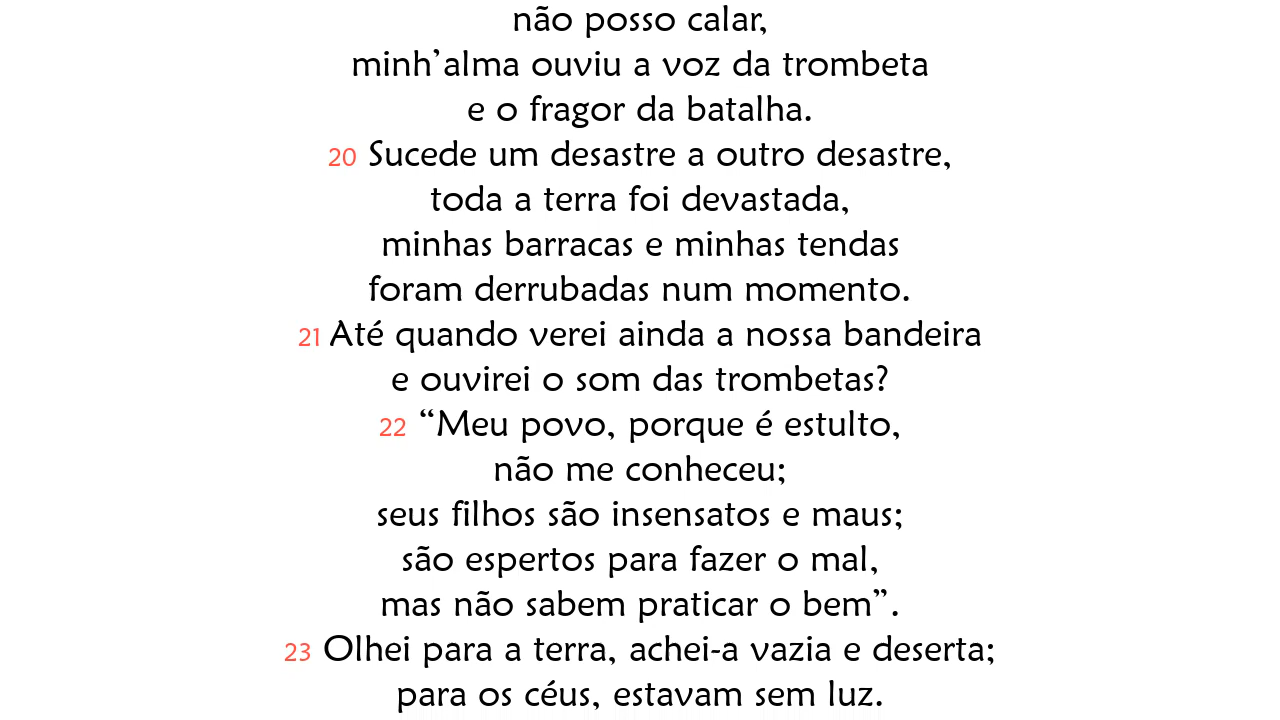 não posso calar,
minh’alma ouviu a voz da trombeta
e o fragor da batalha.
20 Sucede um desastre a outro desastre,
toda a terra foi devastada,
minhas barracas e minhas tendas
foram derrubadas num momento.
21 Até quando verei ainda a nossa bandeira
e ouvirei o som das trombetas?
22 “Meu povo, porque é estulto,
não me conheceu;
seus filhos são insensatos e maus;
são espertos para fazer o mal,
mas não sabem praticar o bem”.
23 Olhei para a terra, achei-a vazia e deserta;
para os céus, estavam sem luz.